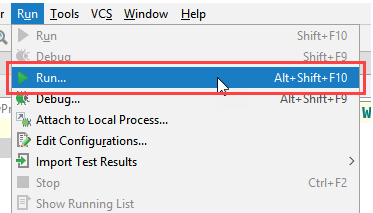 Run Tools VCS Window Help
Run Shift+F10
Debug Shift+F9
Run... Alt+Shift+F10
Debug... Alt+Shift+F9
Attach to Local Process...
Edit Configurations...
Import Test Results
Stop Ctrl+F2
Show Running List